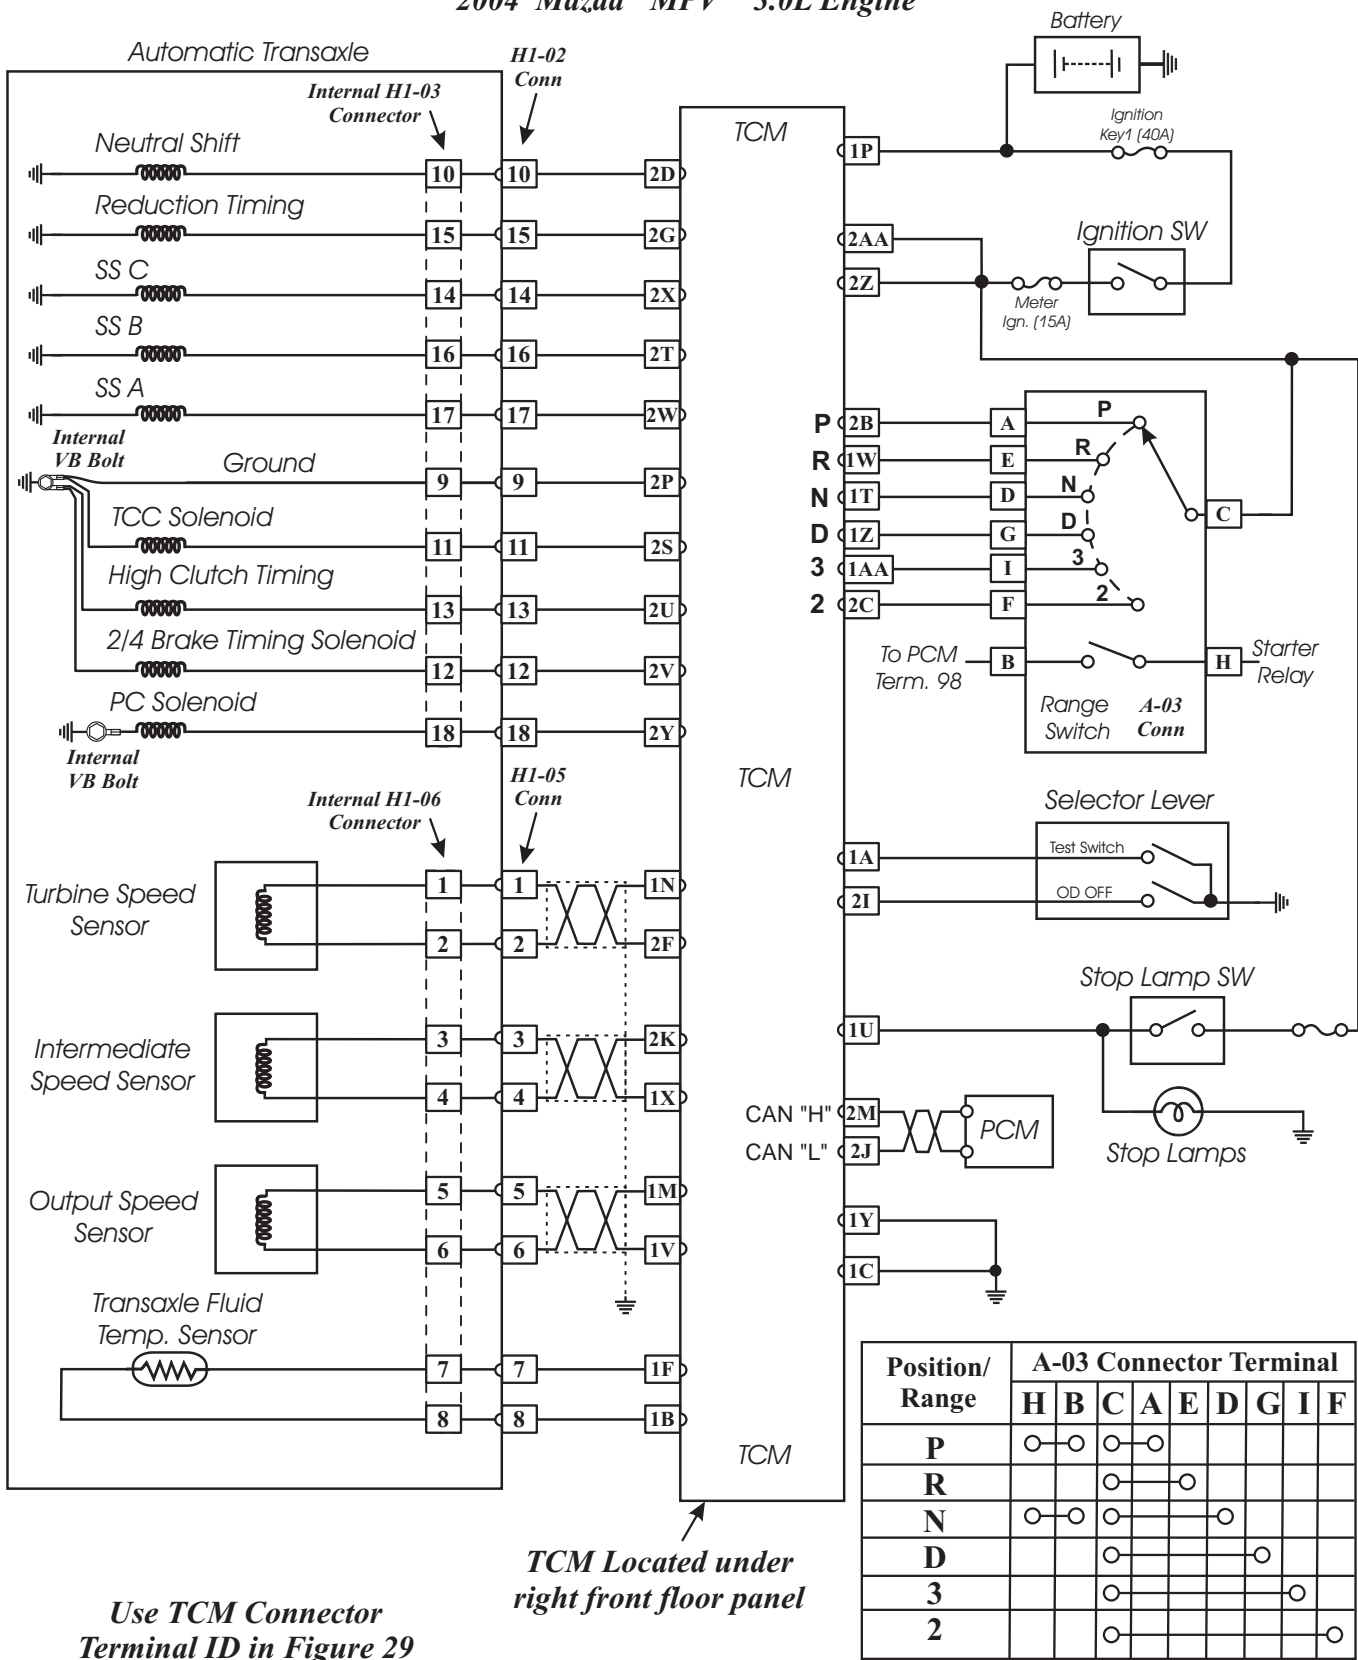 2004 Mazda MPV 3.0L Engine
Automatic Transaxle
H1-02
Conn
Internal H1-03
Connector
Neutral Shift
10 10 2D
Reduction Timing
15 15 2G
SS C
14 14 2X
SS B
16 16 2T
SS A
17 17 2W
Internal
VB Bolt
Ground
9 9 2P
TCC Solenoid
11 11 2S
High Clutch Timing
13 13 2U
2/4 Brake Timing Solenoid
12 12 2V
PC Solenoid
18 18 2Y
Internal
VB Bolt
H1-05
Conn
Internal H1-06
Connector
Turbine Speed
Sensor
1 1 1N
2 2 2F
Intermediate
Speed Sensor
3 3 2K
4 4 1X
Output Speed
Sensor
5 5 1M
6 6 1V
Transaxle Fluid
Temp. Sensor
7 7 1F
8 8 1B
TCM
TCM
TCM
Battery
Ignition
Key1 (40A)
1P
2AA
Ignition SW
2Z
Meter
Ign. (15A)
P 2B A P
R 1W E R
N 1T D N
C
D 1Z G D
3 1AA I 3
2 2C F 2
To PCM
Term. 98
B H
Starter
Relay
Range
Switch
A-03
Conn
Selector Lever
1A Test Switch
2I OD OFF
Stop Lamp SW
1U
Stop Lamps
CAN "H" 2M
CAN "L" 2J
PCM
1Y
1C
Position/
Range
A-03 Connector Terminal
H B C A E D G I F
P
R
N
D
3
2
TCM Located under
right front floor panel
Use TCM Connector
Terminal ID in Figure 29